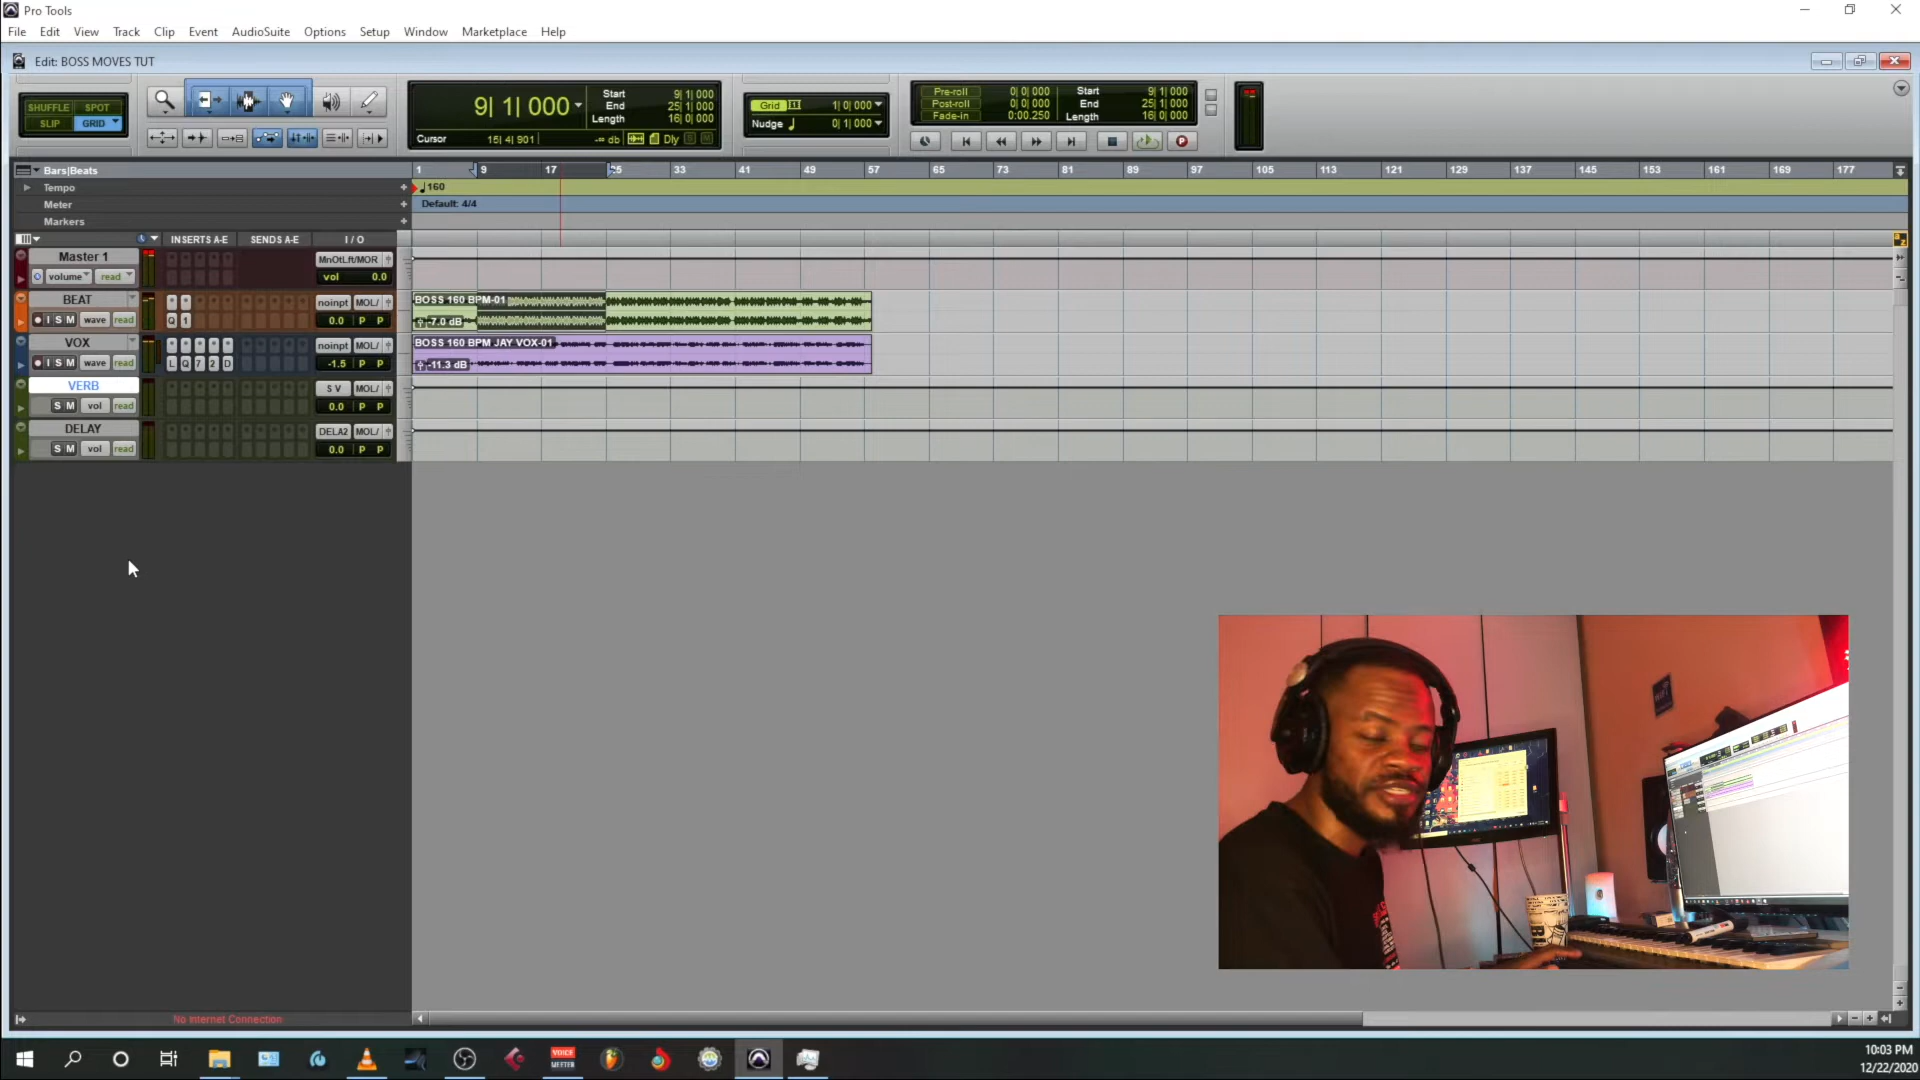 Pro Tools
File Edit View Track Clip Event AudioSuite Options Setup Window Marketplace Help
Edit: BOSS MOVES TUT
SHUFFLE SPOT
SLIP GRID
9| 1| 000
Start 9| 1| 000
End 25| 1| 000
Length 16| 0| 000
Cursor 15| 4| 901 -∞ db Dly S M
Grid 1| 0| 000
Nudge 0| 1| 000
Pre-roll 0| 0| 000 Start 9| 1| 000
Post-roll 0| 0| 000 End 25| 1| 000
Fade-in 0:00.250 Length 16| 0| 000
Bars|Beats 1 9 17 25 33 41 49 57 65 73 81 89 97 105 113 121 129 137 145 153 161 169 177
Tempo + 160
Meter + Default: 4/4
Markers +
INSERTS A-E SENDS A-E I / O
Master 1 MnOtLft/MOR
volume read vol 0.0
BEAT noinpt MOL/ BOSS 160 BPM-01
I S M wave read Q 1 0.0 P P -7.0 dB
VOX noinpt MOL/ BOSS 160 BPM JAY VOX-01
I S M wave read L Q 7 2 D -1.5 P P -11.3 dB
VERB S V MOL/
S M vol read 0.0 P P
DELAY DELA2 MOL/
S M vol read 0.0 P P
No Internet Connection
VOICE
MEETER
10:03 PM
12/22/2020